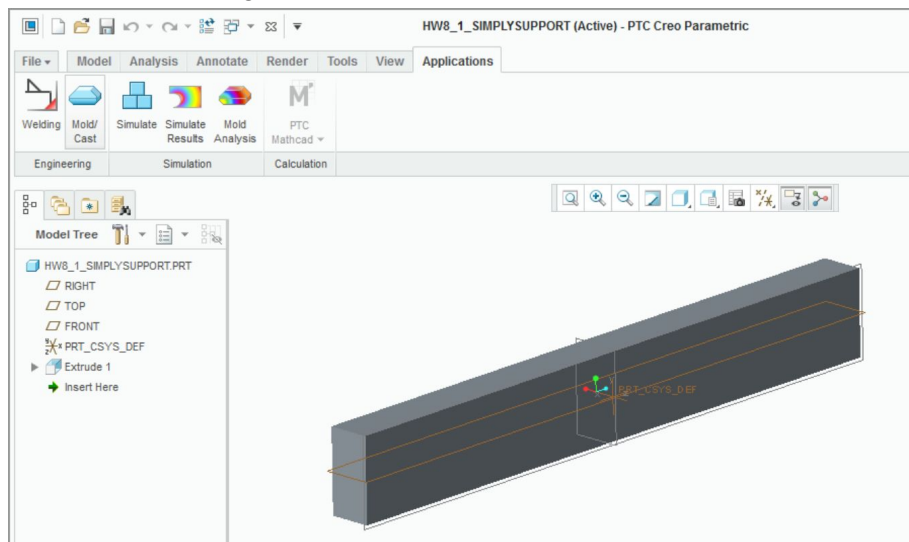 HW8_1_SIMPLYSUPPORT (Active) - PTC Creo Parametric
File Model Analysis Annotate Render Tools View Applications
Welding Mold/ Cast Simulate Simulate Results Mold Analysis PTC Mathcad
Engineering Simulation Calculation
Model Tree
HW8_1_SIMPLYSUPPORT.PRT
RIGHT
TOP
FRONT
PRT_CSYS_DEF
Extrude 1
Insert Here
PRT_CSYS_DEF